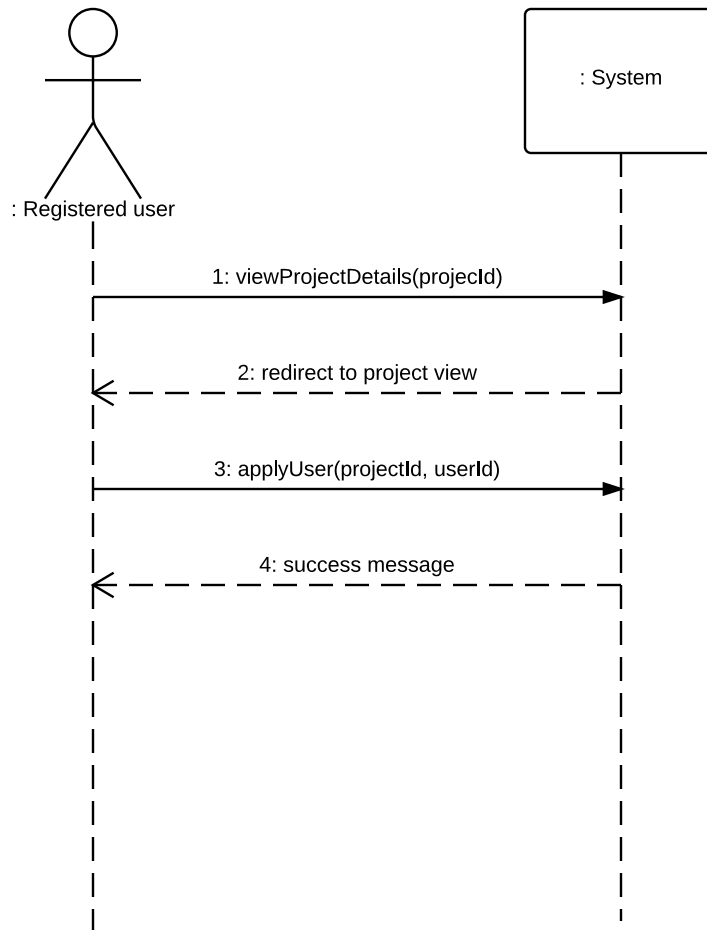 : System
: Registered user
1: viewProjectDetails(projecId)
2: redirect to project view
3: applyUser(projectId, userId)
4: success message